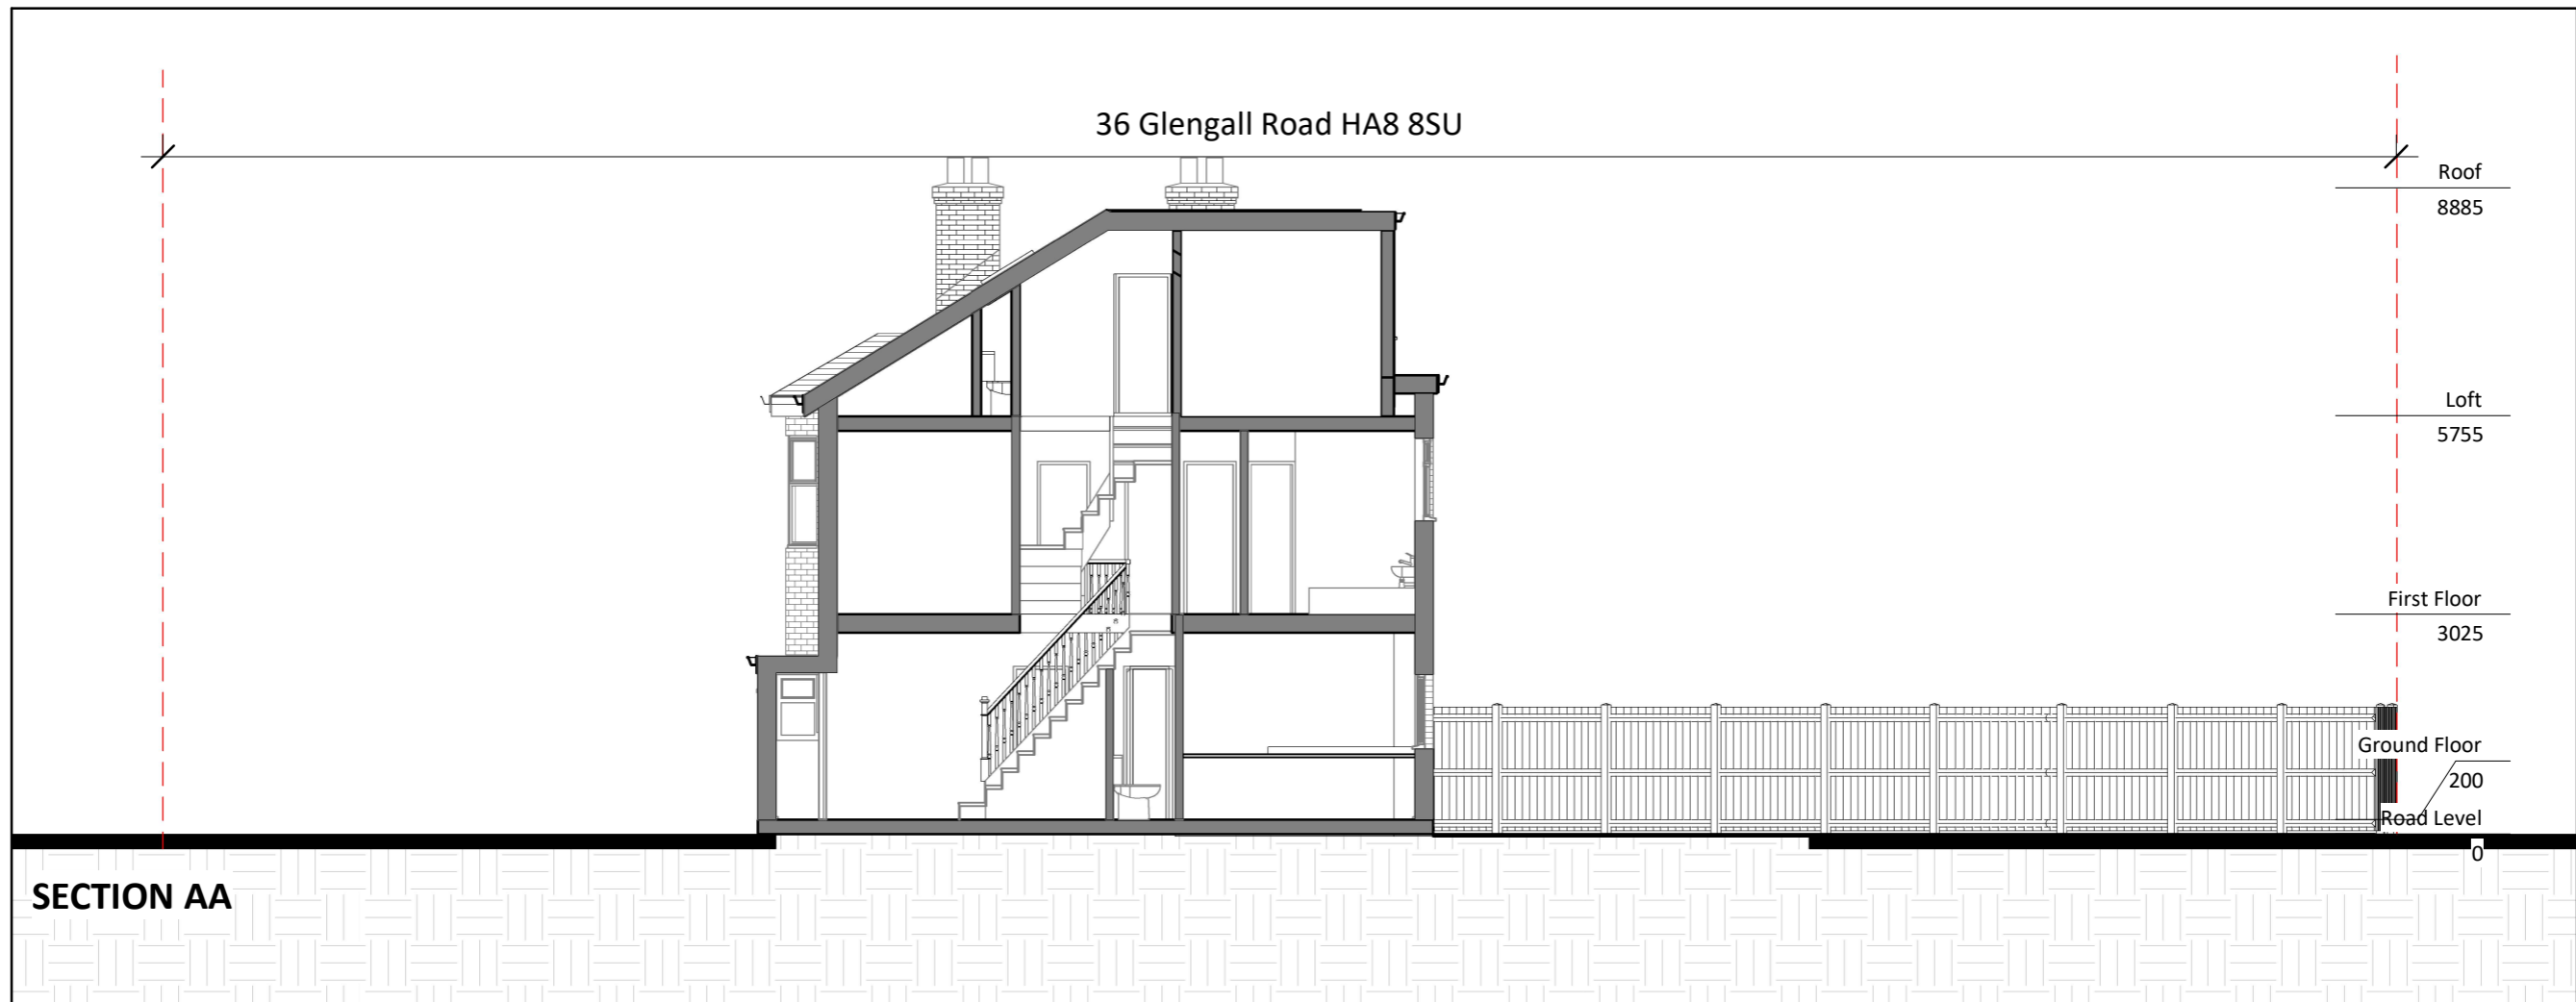 36 Glengall Road HA8 8SU
Roof
8885
Loft
5755
First Floor
3025
Ground Floor
200
Road Level
0
SECTION AA